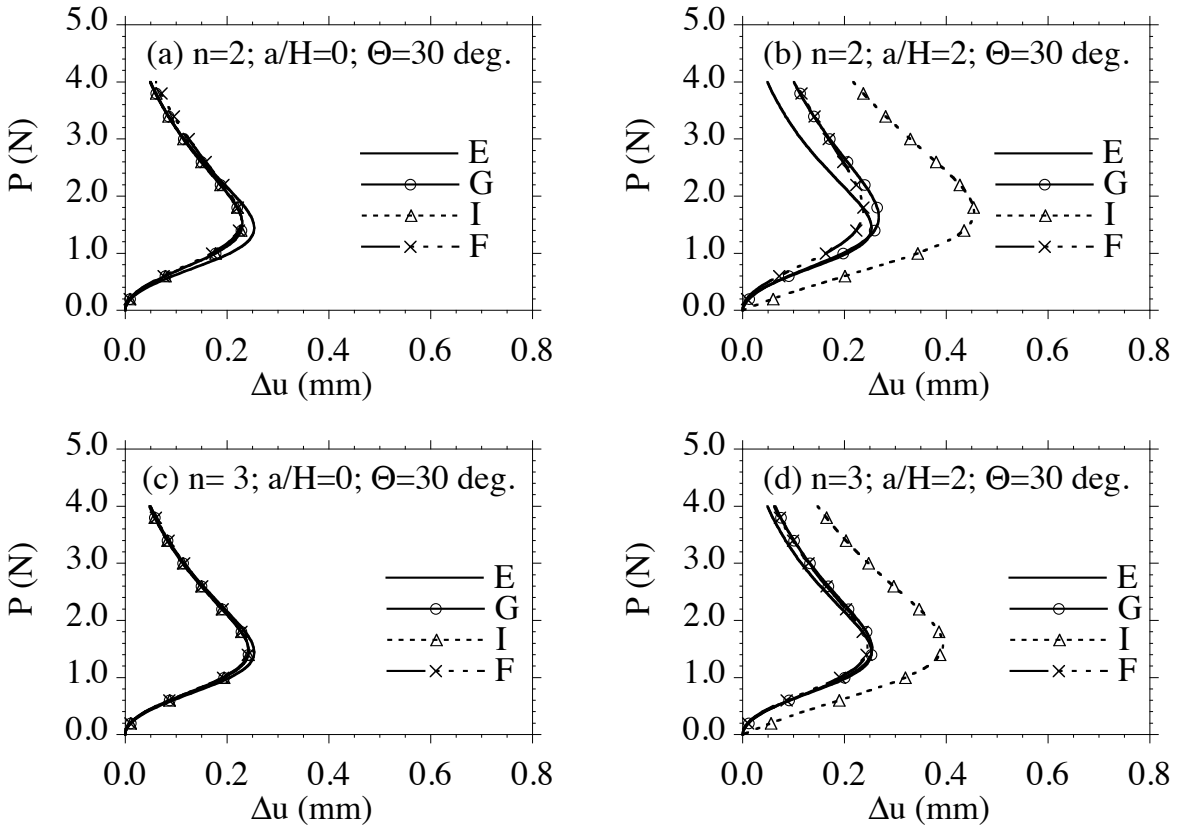 (a) n=2; a/H=0; Θ=30 deg.
P (N)
5.0
4.0
3.0
2.0
1.0
0.0
E
G
I
F
0.0 0.2 0.4 0.6 0.8
Δu (mm)
(b) n=2; a/H=2; Θ=30 deg.
P (N)
5.0
4.0
3.0
2.0
1.0
0.0
E
G
I
F
0.0 0.2 0.4 0.6 0.8
Δu (mm)
(c) n= 3; a/H=0; Θ=30 deg.
P (N)
5.0
4.0
3.0
2.0
1.0
0.0
E
G
I
F
0.0 0.2 0.4 0.6 0.8
Δu (mm)
(d) n=3; a/H=2; Θ=30 deg.
P (N)
5.0
4.0
3.0
2.0
1.0
0.0
E
G
I
F
0.0 0.2 0.4 0.6 0.8
Δu (mm)